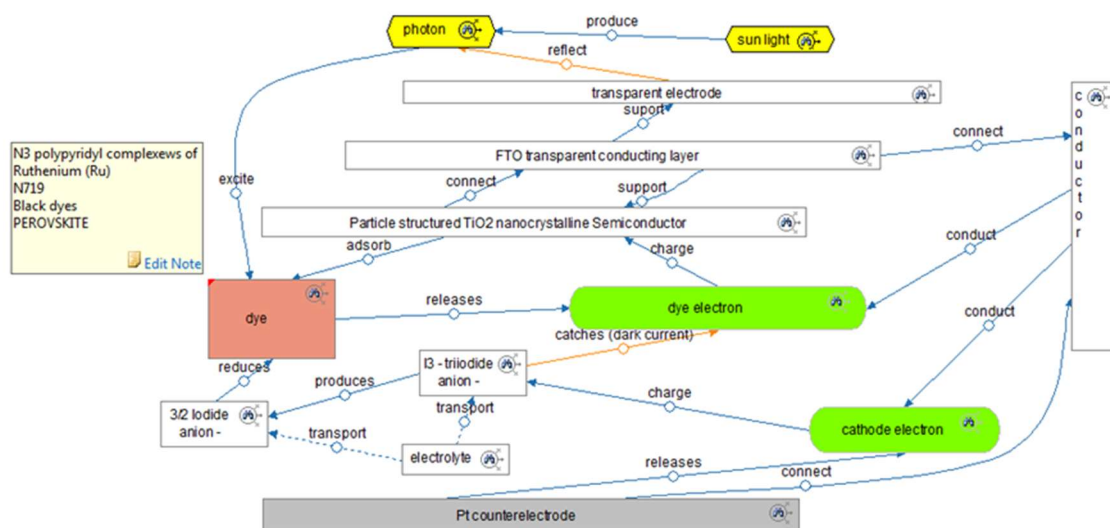 produce
photon
sun light
reflect
transparent electrode
suport
FTO transparent conducting layer
connect
conductor
N3 polypyridyl complexews of
Ruthenium (Ru)
N719
Black dyes
PEROVSKITE
Edit Note
excite
connect
support
Particle structured TiO2 nanocrystalline Semiconductor
adsorb
charge
conduct
dye
releases
dye electron
conduct
catches (dark current)
reduces
produces
I3 - triiodide
anion -
charge
3/2 Iodide
anion -
transport
transport
electrolyte
cathode electron
releases
connect
Pt counterelectrode